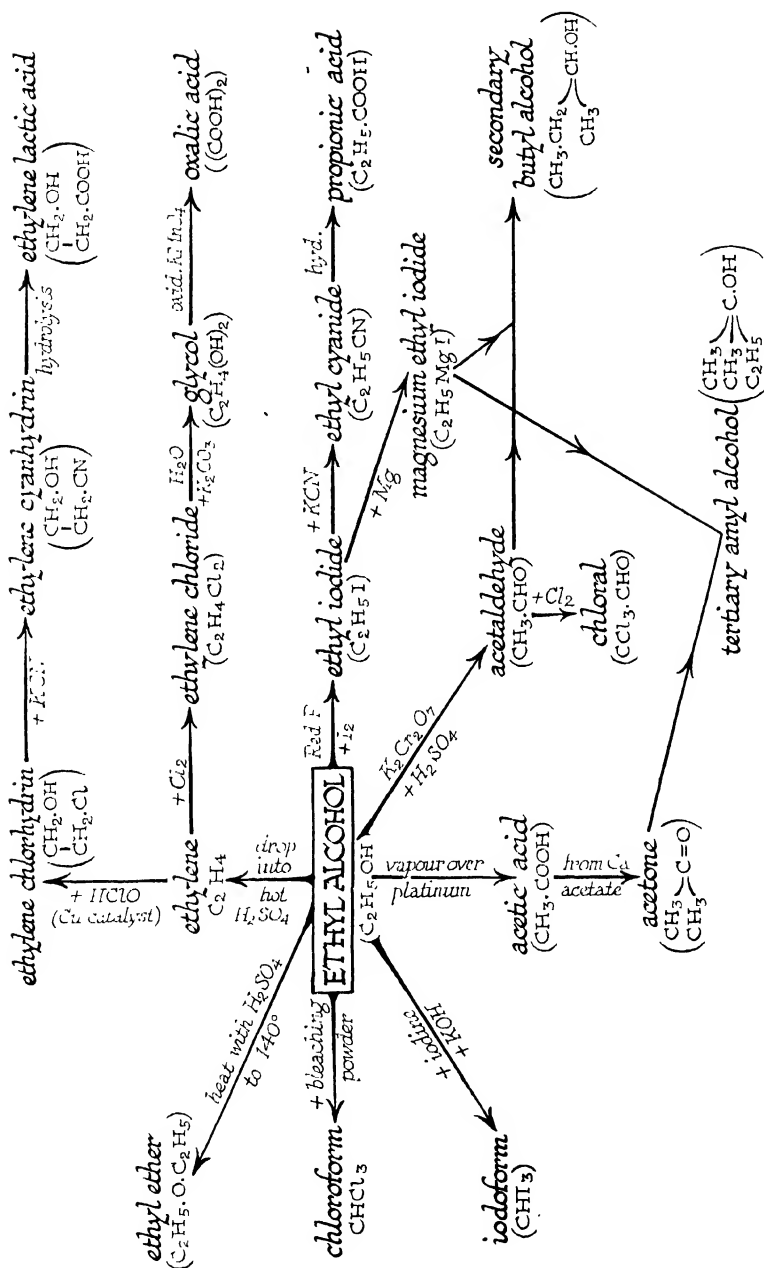 ethylene chlorhydrin
(CH2.OH
CH2.Cl)
+ KCN
ethylene cyanhydrin
(CH2.OH
CH2.CN)
hydrolysis
ethylene lactic acid
(CH2.OH
CH2.COOH)
+ HClO
(Cu catalyst)
ethylene
C2H4
+ Cl2
ethylene chloride
(C2H4Cl2)
H2O
+K2CO3
glycol
(C2H4(OH)2)
oxid. KMnO4
oxalic acid
((COOH)2)
drop
into
hot
H2SO4
ethyl ether
(C2H5.O.C2H5)
heat with H2SO4
to 140°
chloroform
CHCl3
+ bleaching
powder
ETHYL ALCOHOL
(C2H5OH)
Red P
+I2
ethyl iodide
(C2H5I)
+ KCN
ethyl cyanide
(C2H5CN)
hyd.
propionic acid
(C2H5.COOH)
+ Mg
magnesium ethyl iodide
(C2H5MgI)
iodoform
(CHI3)
+ iodine
+ KOH
vapour over
platinum
acetic acid
(CH3.COOH)
from Ca
acetate
acetone
(CH3
CH3 C=O)
K2Cr2O7
+ H2SO4
acetaldehyde
(CH3.CHO)
+Cl2
chloral
(CCl3.CHO)
secondary
butyl alcohol
(CH3.CH2
CH3 CH.OH)
tertiary amyl alcohol
(CH3
CH3 C.OH
C2H5)